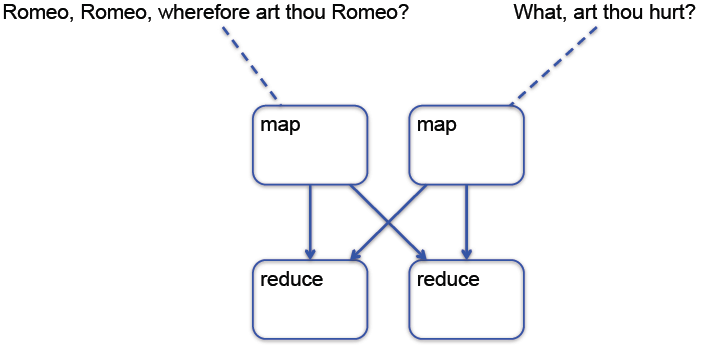 Romeo, Romeo, wherefore art thou Romeo?
What, art thou hurt?
map
map
reduce
reduce